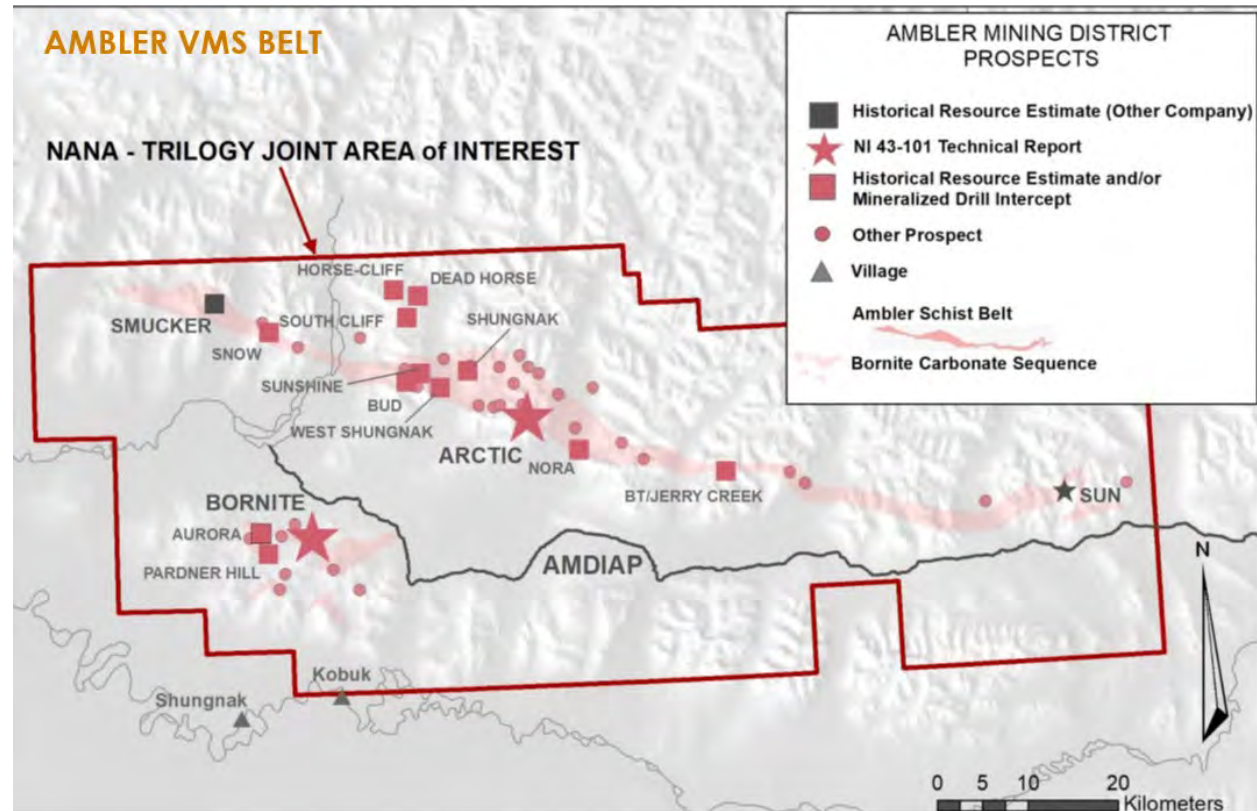 AMBLER VMS BELT
NANA - TRILOGY JOINT AREA of INTEREST
AMBLER MINING DISTRICT
PROSPECTS
Historical Resource Estimate (Other Company)
NI 43-101 Technical Report
Historical Resource Estimate and/or
Mineralized Drill Intercept
Other Prospect
Village
Ambler Schist Belt
Bornite Carbonate Sequence
HORSE-CLIFF
DEAD HORSE
SMUCKER
SOUTH CLIFF
SHUNGNAK
SNOW
SUNSHINE
BUD
WEST SHUNGNAK
ARCTIC
NORA
BT/JERRY CREEK
SUN
BORNITE
AURORA
PARDNER HILL
AMDIAP
N
Kobuk
Shungnak
0 5 10 20
Kilometers